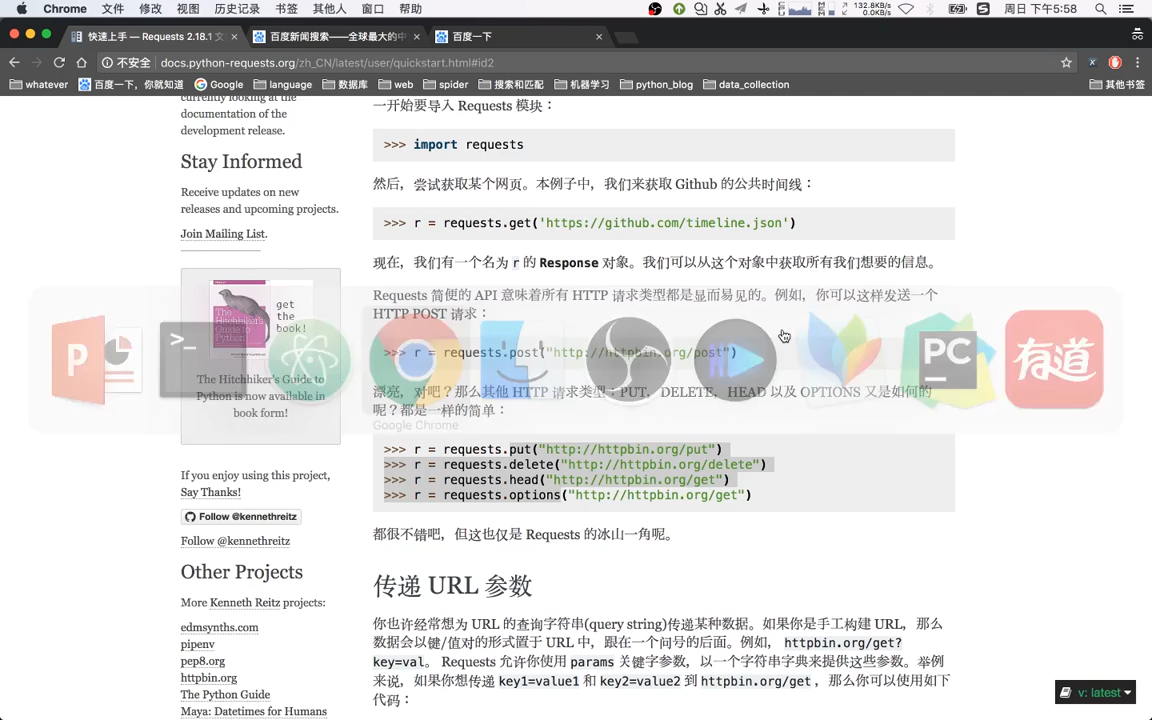 Chrome 文件 修改 视图 历史记录 书签 其他人 窗口 帮助 132.8KB/s 0.0KB/s 周日 下午5:58
快速上手 — Requests 2.18.1 文 百度新闻搜索——全球最大的中 百度一下
不安全 docs.python-requests.org/zh_CN/latest/user/quickstart.html#id2
whatever 百度一下，你就知道 Google language 数据库 web spider 搜索和匹配 机器学习 python_blog data_collection 其他书签
currently looking at the
documentation of the
development release.
Stay Informed
Receive updates on new
releases and upcoming projects.
Join Mailing List.
get
the
book!
The Hitchhiker's Guide to
Python is now available in
book form!
If you enjoy using this project,
Say Thanks!
Follow @kennethreitz
Follow @kennethreitz
Other Projects
More Kenneth Reitz projects:
edmsynths.com
pipenv
pep8.org
httpbin.org
The Python Guide
Maya: Datetimes for Humans
一开始要导入 Requests 模块：
>>> import requests
然后，尝试获取某个网页。本例子中，我们来获取 Github 的公共时间线：
>>> r = requests.get('https://github.com/timeline.json')
现在，我们有一个名为 r 的 Response 对象。我们可以从这个对象中获取所有我们想要的信息。
Requests 简便的 API 意味着所有 HTTP 请求类型都是显而易见的。例如，你可以这样发送一个
HTTP POST 请求：
>>> r = requests.post("http://httpbin.org/post")
漂亮，对吧？那么其他 HTTP 请求类型：PUT，DELETE，HEAD 以及 OPTIONS 又是如何的
呢？都是一样的简单：
Google Chrome
P
>_
PC
有道
>>> r = requests.put("http://httpbin.org/put")
>>> r = requests.delete("http://httpbin.org/delete")
>>> r = requests.head("http://httpbin.org/get")
>>> r = requests.options("http://httpbin.org/get")
都很不错吧，但这也仅是 Requests 的冰山一角呢。
传递 URL 参数
你也许经常想为 URL 的查询字符串(query string)传递某种数据。如果你是手工构建 URL，那么
数据会以键/值对的形式置于 URL 中，跟在一个问号的后面。例如， httpbin.org/get?
key=val。 Requests 允许你使用 params 关键字参数，以一个字符串字典来提供这些参数。举例
来说，如果你想传递 key1=value1 和 key2=value2 到 httpbin.org/get ，那么你可以使用如下
代码：
v: latest